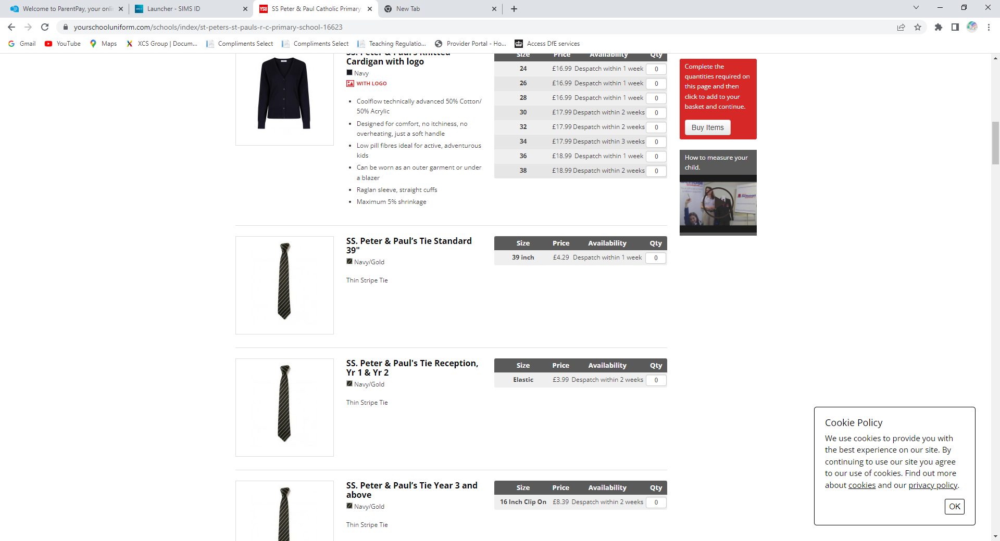 Welcome to ParentPay, your onli
Launcher - SIMS ID
YSU
SS Peter & Paul Catholic Primary
New Tab
yourschooluniform.com/schools/index/st-peters-st-pauls-r-c-primary-school-16623
Gmail
YouTube
Maps
XCS Group | Docum...
Compliments Select
Compliments Select
Teaching Regulatio...
Provider Portal - Ho...
Access DfE services
SS. Peter & Paul's Knitted
Cardigan with logo
Navy
WITH LOGO
• Coolflow technically advanced 50% Cotton/
50% Acrylic
• Designed for comfort, no itchiness, no
overheating, just a soft handle
• Low pill fibres ideal for active, adventurous
kids
• Can be worn as an outer garment or under
a blazer
• Raglan sleeve, straight cuffs
• Maximum 5% shrinkage
Size Price Availability Qty
24 £16.99 Despatch within 1 week 0
26 £16.99 Despatch within 1 week 0
28 £16.99 Despatch within 1 week 0
30 £17.99 Despatch within 2 weeks 0
32 £17.99 Despatch within 2 weeks 0
34 £17.99 Despatch within 3 weeks 0
36 £18.99 Despatch within 1 week 0
38 £18.99 Despatch within 2 weeks 0
Complete the
quantities required on
this page and then
click to add to your
basket and continue.
Buy Items
How to measure your
child.
School
SS. Peter & Paul’s Tie Standard
39"
Navy/Gold
Thin Stripe Tie
Size Price Availability Qty
39 inch £4.29 Despatch within 1 week 0
SS. Peter & Paul's Tie Reception,
Yr 1 & Yr 2
Navy/Gold
Thin Stripe Tie
Size Price Availability Qty
Elastic £3.99 Despatch within 2 weeks 0
SS. Peter & Paul’s Tie Year 3 and
above
Navy/Gold
Thin Stripe Tie
Size Price Availability Qty
16 Inch Clip On £8.39 Despatch within 2 weeks 0
Cookie Policy
We use cookies to provide you with
the best experience on our site. By
continuing to use our site you agree
to our use of cookies. Find out more
about cookies and our privacy policy.
OK